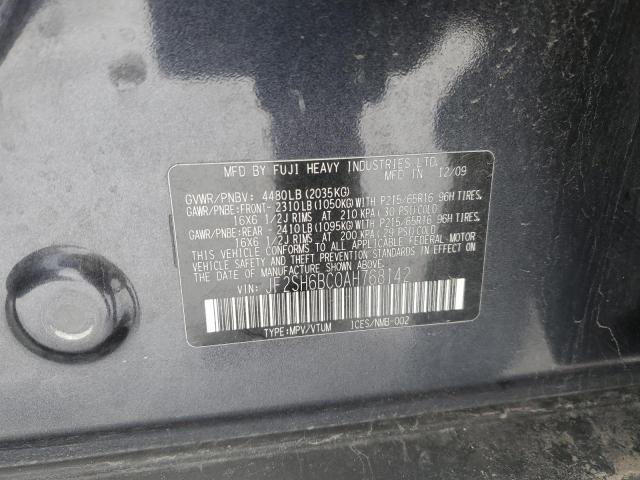 MFD BY FUJI HEAVY INDUSTRIES LTD.
MFD IN 12/09
GVWR/PNBV: 4480LB (2035KG)
GAWR/PNBE:FRONT- 2310LB (1050KG)WITH P215/65R16 96H TIRES,
16X6 1/2J RIMS AT 210 KPA, 30 PSI/COLD
GAWR/PNBE:REAR - 2410LB (1095KG)WITH P215/65R16 96H TIRES,
16X6 1/2J RIMS AT 200 KPA, 29 PSI/COLD
THIS VEHICLE CONFORMS TO ALL APPLICABLE FEDERAL MOTOR
VEHICLE SAFETY AND THEFT PREVENTION STANDARDS IN EFFECT ON
THE DATE OF MANUFACTURE SHOWN ABOVE.
VIN: JF2SH6BC0AH768142
TYPE:MPV/VTUM ICES/NMB-002